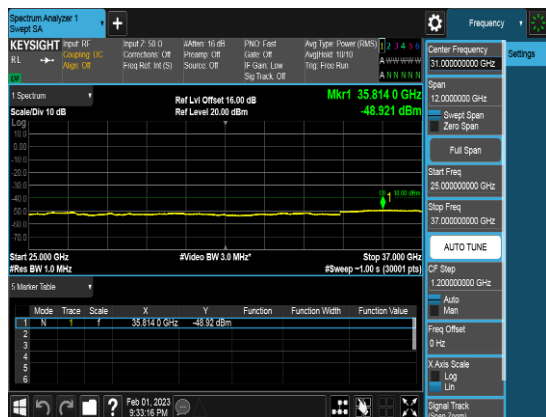 Spectrum Analyzer 1
Swept SA
+
Frequency
KEYSIGHT
RL
Input: RF
Coupling: DC
Align: Off
Input Z: 50 Ω
Corrections: Off
Freq Ref: Int (S)
#Atten: 16 dB
Preamp: Off
Source: Off
PNO: Fast
Gate: Off
IF Gain: Low
Sig Track: Off
Avg Type: Power (RMS)
Avg|Hold: 10/10
Trig: Free Run
1 2 3 4 5 6
A W W W W W
A N N N N N
1 Spectrum
Scale/Div 10 dB
Log
Ref Lvl Offset 16.00 dB
Ref Level 20.00 dBm
Mkr1 35.814 0 GHz
-48.921 dBm
10.0
0.00
-10.0
-20.0
-30.0
-40.0
-50.0
-60.0
-70.0
1
Start 25.000 GHz
#Res BW 1.0 MHz
#Video BW 3.0 MHz*
Stop 37.000 GHz
#Sweep ~1.00 s (30001 pts)
5 Marker Table
Mode Trace Scale X Y Function Function Width Function Value
1 N 1 f 35.814 0 GHz -48.92 dBm
2
3
4
5
6
Feb 01, 2023
9:33:16 PM
Center Frequency
31.000000000 GHz
Settings
Span
12.0000000 GHz
Swept Span
Zero Span
Full Span
Start Freq
25.000000000 GHz
Stop Freq
37.000000000 GHz
AUTO TUNE
CF Step
1.200000000 GHz
Auto
Man
Freq Offset
0 Hz
X Axis Scale
Log
Lin
Signal Track
(Span Zoom)